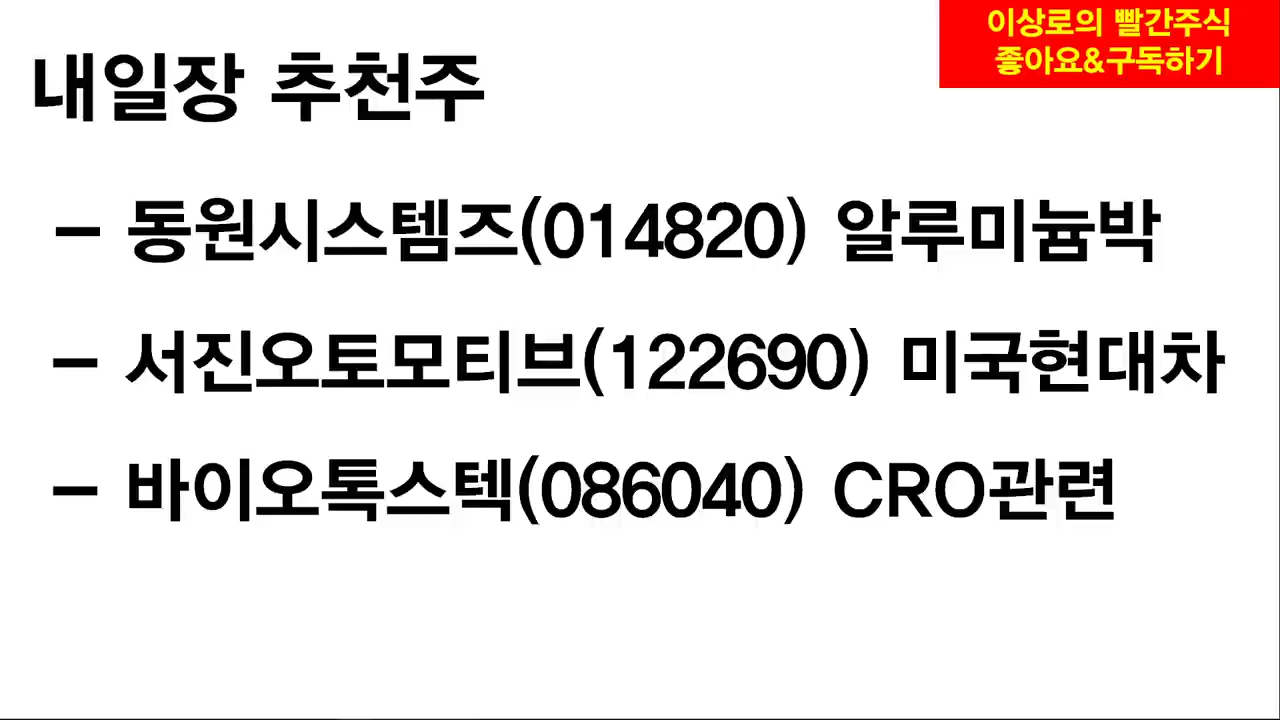 이상로의 빨간주식
좋아요&구독하기
내일장 추천주
- 동원시스템즈(014820) 알루미늄박
- 서진오토모티브(122690) 미국현대차
- 바이오톡스텍(086040) CRO관련